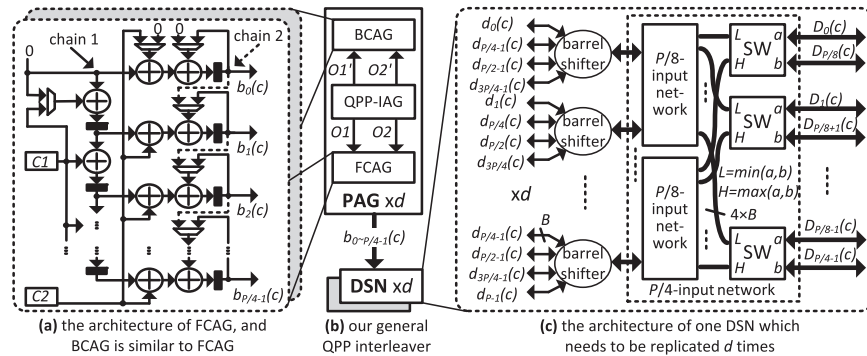 0
chain 1
0 0
chain 2
b0(c)
C1
b1(c)
b2(c)
C2
bP/4-1(c)
(a) the architecture of FCAG, and
BCAG is similar to FCAG
BCAG
O1' O2'
QPP-IAG
O1 O2
FCAG
PAG xd
b0~P/4-1(c)
DSN xd
(b) our general
QPP interleaver
d0(c)
dP/4-1(c)
dP/2-1(c)
d3P/4-1(c)
barrel
shifter
d1(c)
dP/4(c)
dP/2(c)
d3P/4(c)
barrel
shifter
xd
B
dP/4-1(c)
dP/2-1(c)
d3P/4-1(c)
dP-1(c)
barrel
shifter
P/8-
input
net-
work
P/8-
input
net-
work
L a
SW
H b
D0(c)
DP/8(c)
L a
SW
H b
D1(c)
DP/8+1(c)
L=min(a,b)
H=max(a,b)
4×B
L a
SW
H b
DP/8-1(c)
DP/4-1(c)
P/4-input network
(c) the architecture of one DSN which
needs to be replicated d times